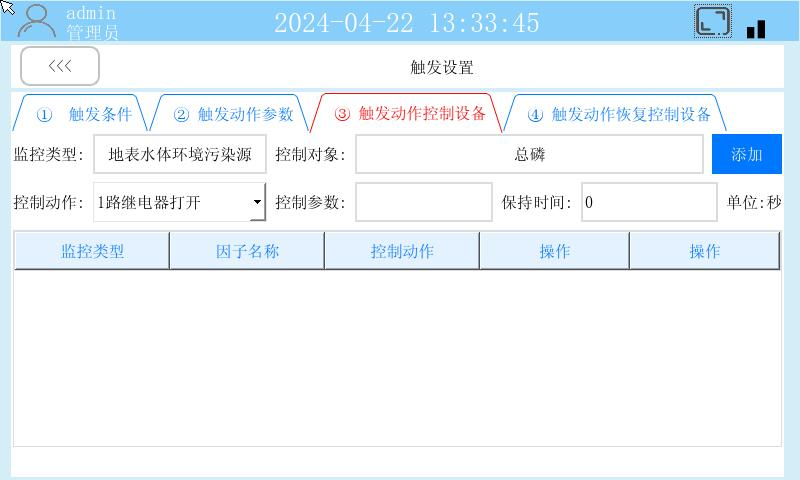 admin
管理员
2024-04-22 13:33:45
<<<
触发设置
① 触发条件
② 触发动作参数
③ 触发动作控制设备
④ 触发动作恢复控制设备
监控类型: 地表水体环境污染源 控制对象: 总磷 添加
控制动作: 1路继电器打开 控制参数: 保持时间: 0 单位:秒
监控类型 因子名称 控制动作 操作 操作